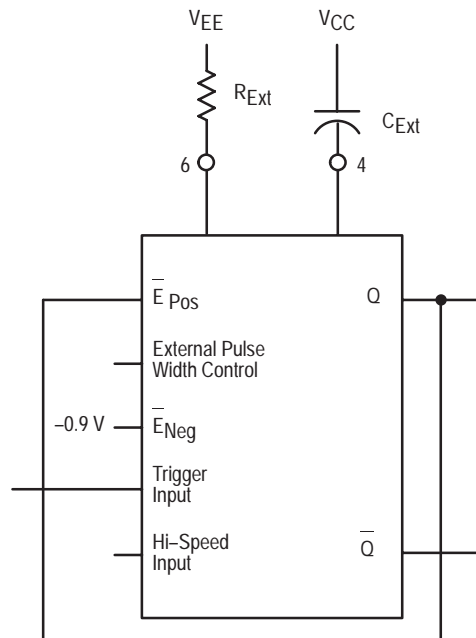 VEE
VCC
RExt
CExt
6
4
E̅ Pos
Q
External Pulse
Width Control
–0.9 V
E̅Neg
Trigger
Input
Hi–Speed
Input
Q̅